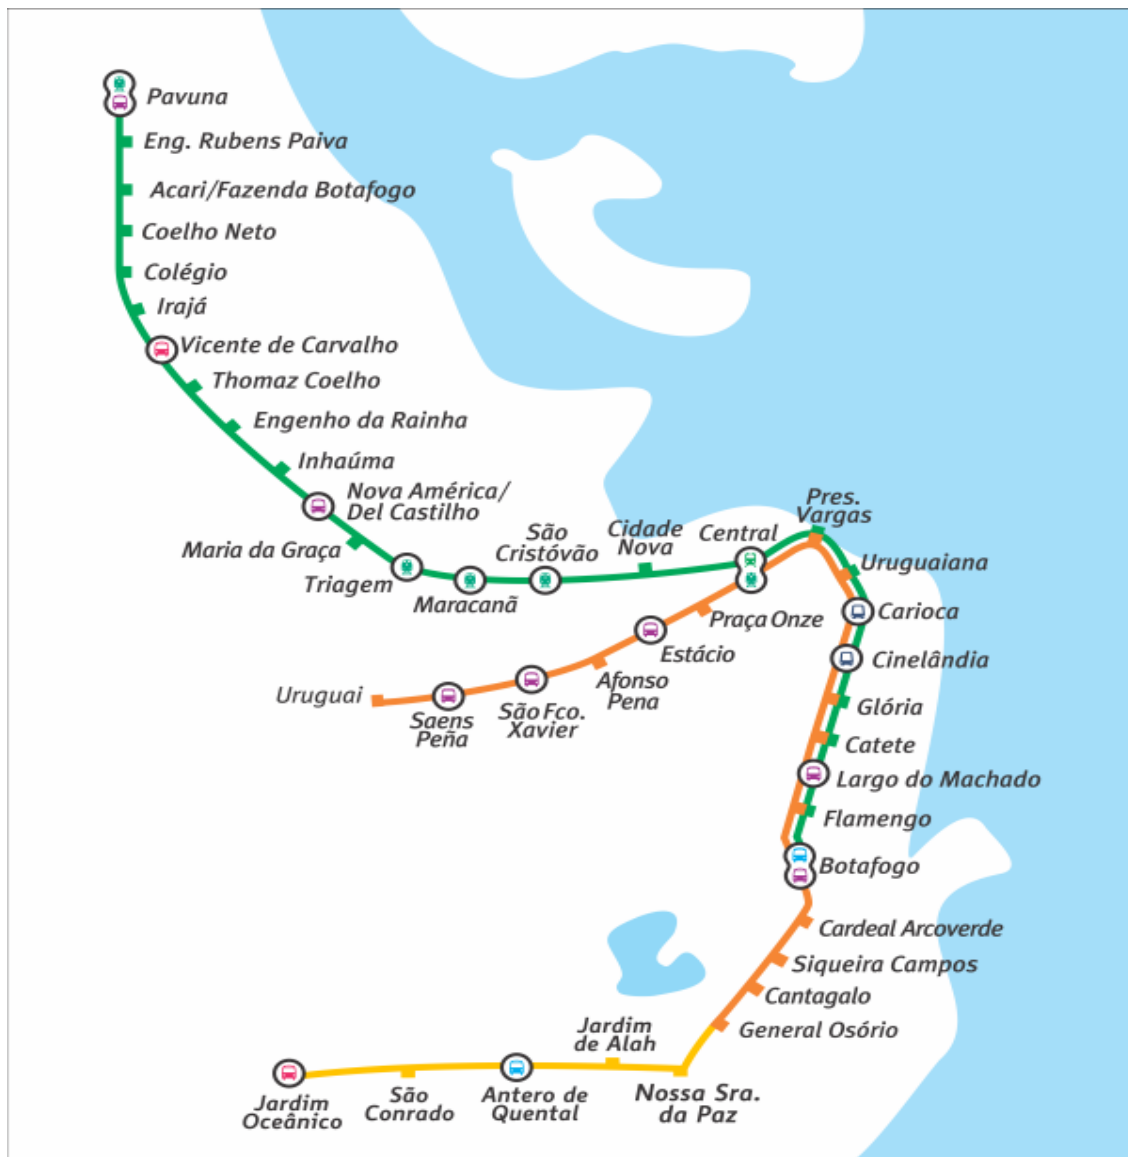 Pavuna
Eng. Rubens Paiva
Acari/Fazenda Botafogo
Coelho Neto
Colégio
Irajá
Vicente de Carvalho
Thomaz Coelho
Engenho da Rainha
Inhaúma
Nova América/
Del Castilho
Maria da Graça
Triagem
Maracanã
São
Cristóvão
Cidade
Nova
Central
Pres.
Vargas
Uruguaiana
Carioca
Cinelândia
Glória
Catete
Largo do Machado
Flamengo
Botafogo
Praça Onze
Estácio
Afonso
Pena
São Fco.
Xavier
Saens
Peña
Uruguai
Cardeal Arcoverde
Siqueira Campos
Cantagalo
General Osório
Nossa Sra.
da Paz
Jardim
de Alah
Antero de
Quental
São
Conrado
Jardim
Oceânico